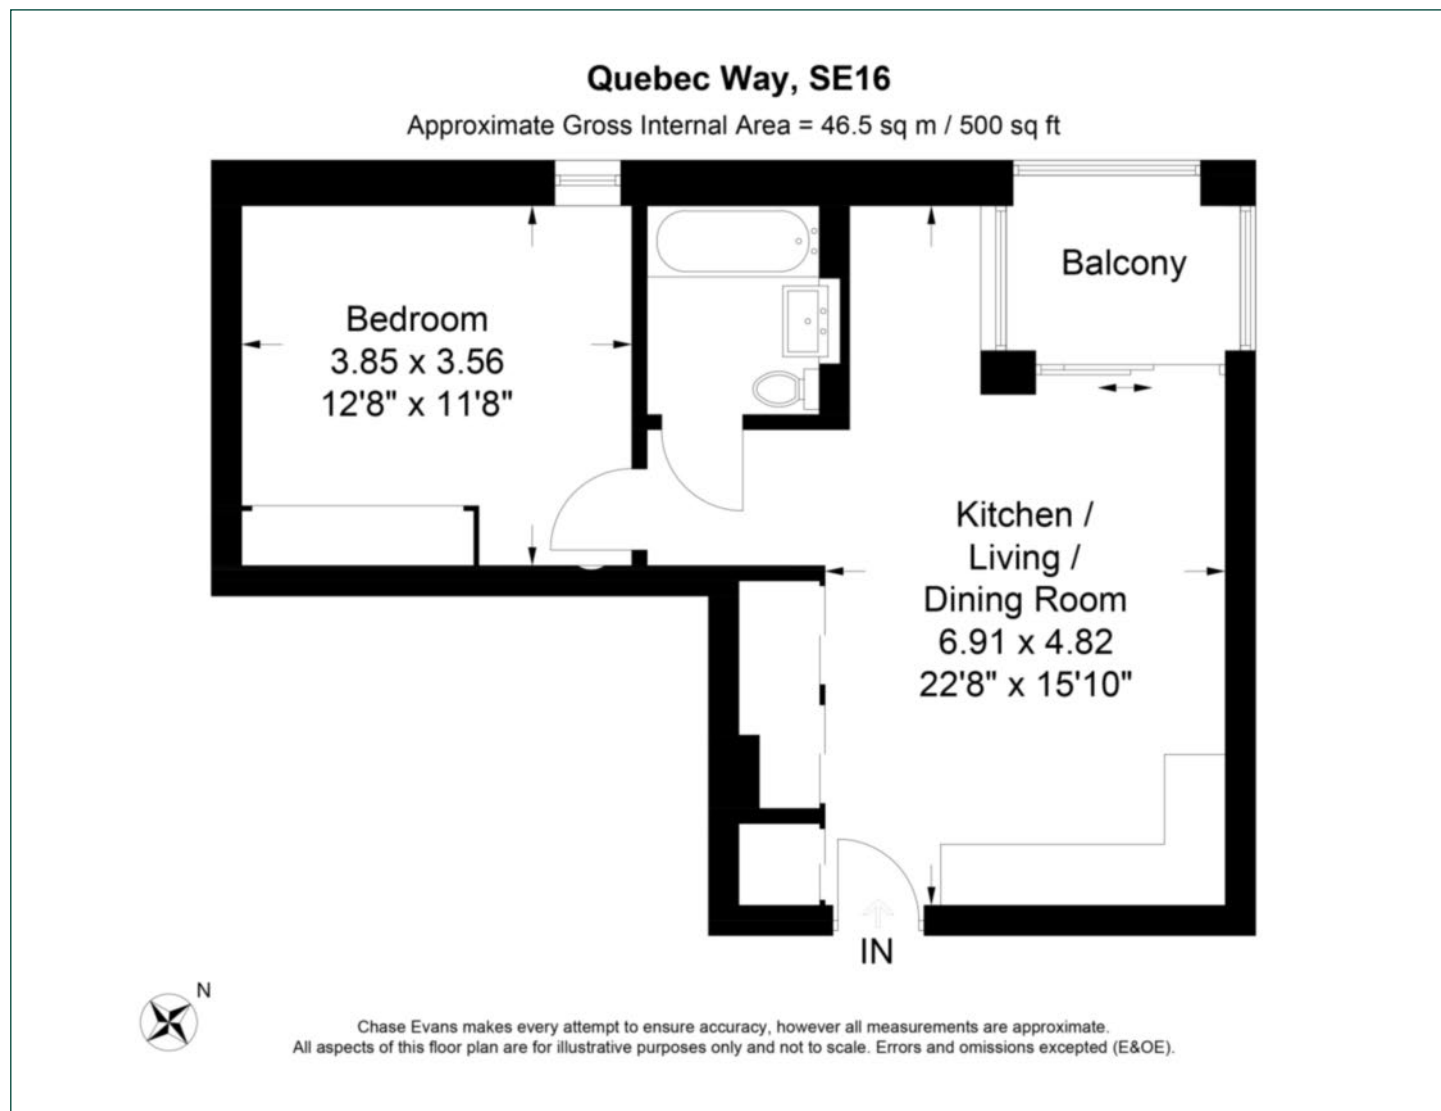 Quebec Way, SE16
Approximate Gross Internal Area = 46.5 sq m / 500 sq ft
Balcony
Bedroom
3.85 x 3.56
12'8" x 11'8"
Kitchen /
Living /
Dining Room
6.91 x 4.82
22'8" x 15'10"
IN
N
Chase Evans makes every attempt to ensure accuracy, however all measurements are approximate.
All aspects of this floor plan are for illustrative purposes only and not to scale. Errors and omissions excepted (E&OE).